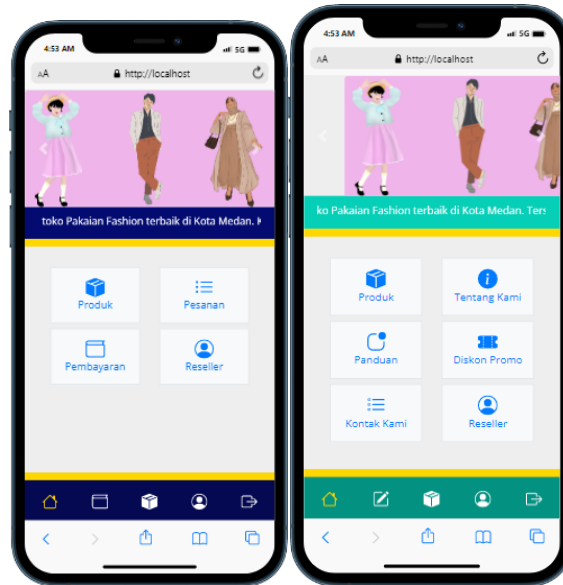 4:53 AM
5G
AA
http://localhost
toko Pakaian Fashion terbaik di Kota Medan. K
Produk
Pesanan
Pembayaran
Reseller
4:53 AM
5G
AA
http://localhost
ko Pakaian Fashion terbaik di Kota Medan. Ters
Produk
Tentang Kami
Panduan
Diskon Promo
Kontak Kami
Reseller